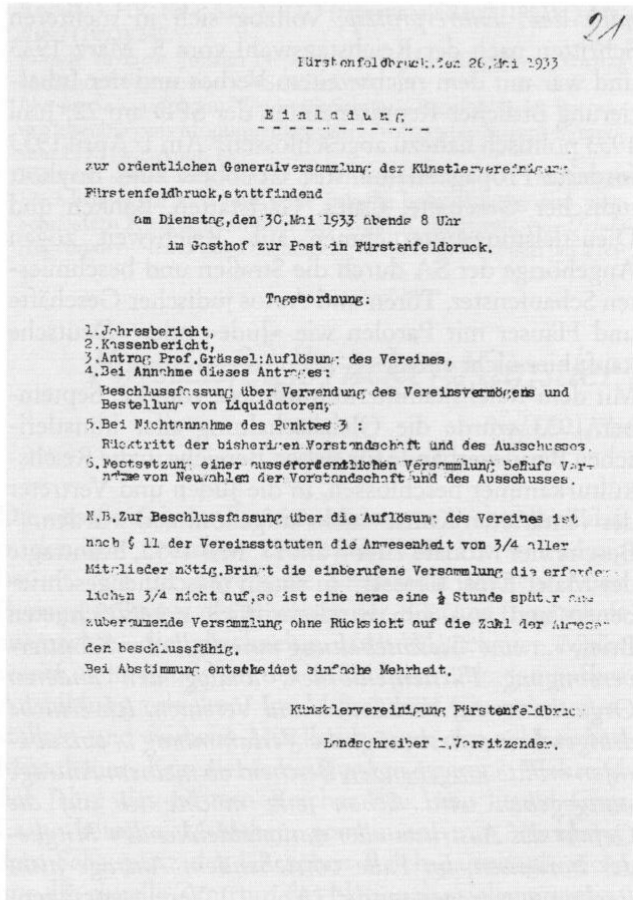 21
Fürstenfeldbruck, den 26. Mai 1933
Einladung
zur ordentlichen Generalversammlung der Künstlervereinigung
Fürstenfeldbruck, stattfindend
am Dienstag, den 30. Mai 1933 abends 8 Uhr
im Gasthof zur Post in Fürstenfeldbruck.
Tagesordnung:
1. Jahresbericht,
2. Kassenbericht,
3. Antrag Prof. Grässel: Auflösung des Vereines,
4. Bei Annahme dieses Antrages:
Beschlussfassung über Verwendung des Vereinsvermögens und
Bestellung von Liquidatoren,
5. Bei Nichtannahme des Punktes 3 :
Rücktritt der bisherigen Vorstandschaft und des Ausschusses
6. Festsetzung einer ausserordentlichen Versammlung behufs Vor-
nahme von Neuwahlen der Vorstandschaft und des Ausschusses.
N.B. Zur Beschlussfassung über die Auflösung des Vereines ist
nach § 11 der Vereinsstatuten die Anwesenheit von 3/4 aller
Mitglieder nötig. Bringt die einberufene Versammlung die erforder-
lichen 3/4 nicht auf, so ist eine neue eine ½ Stunde später
zuberaumende Versammlung ohne Rücksicht auf die Zahl der
den beschlussfähig.
Bei Abstimmung entscheidet einfache Mehrheit.
Künstlervereinigung
Landschreiber 1. Vorsitzender.